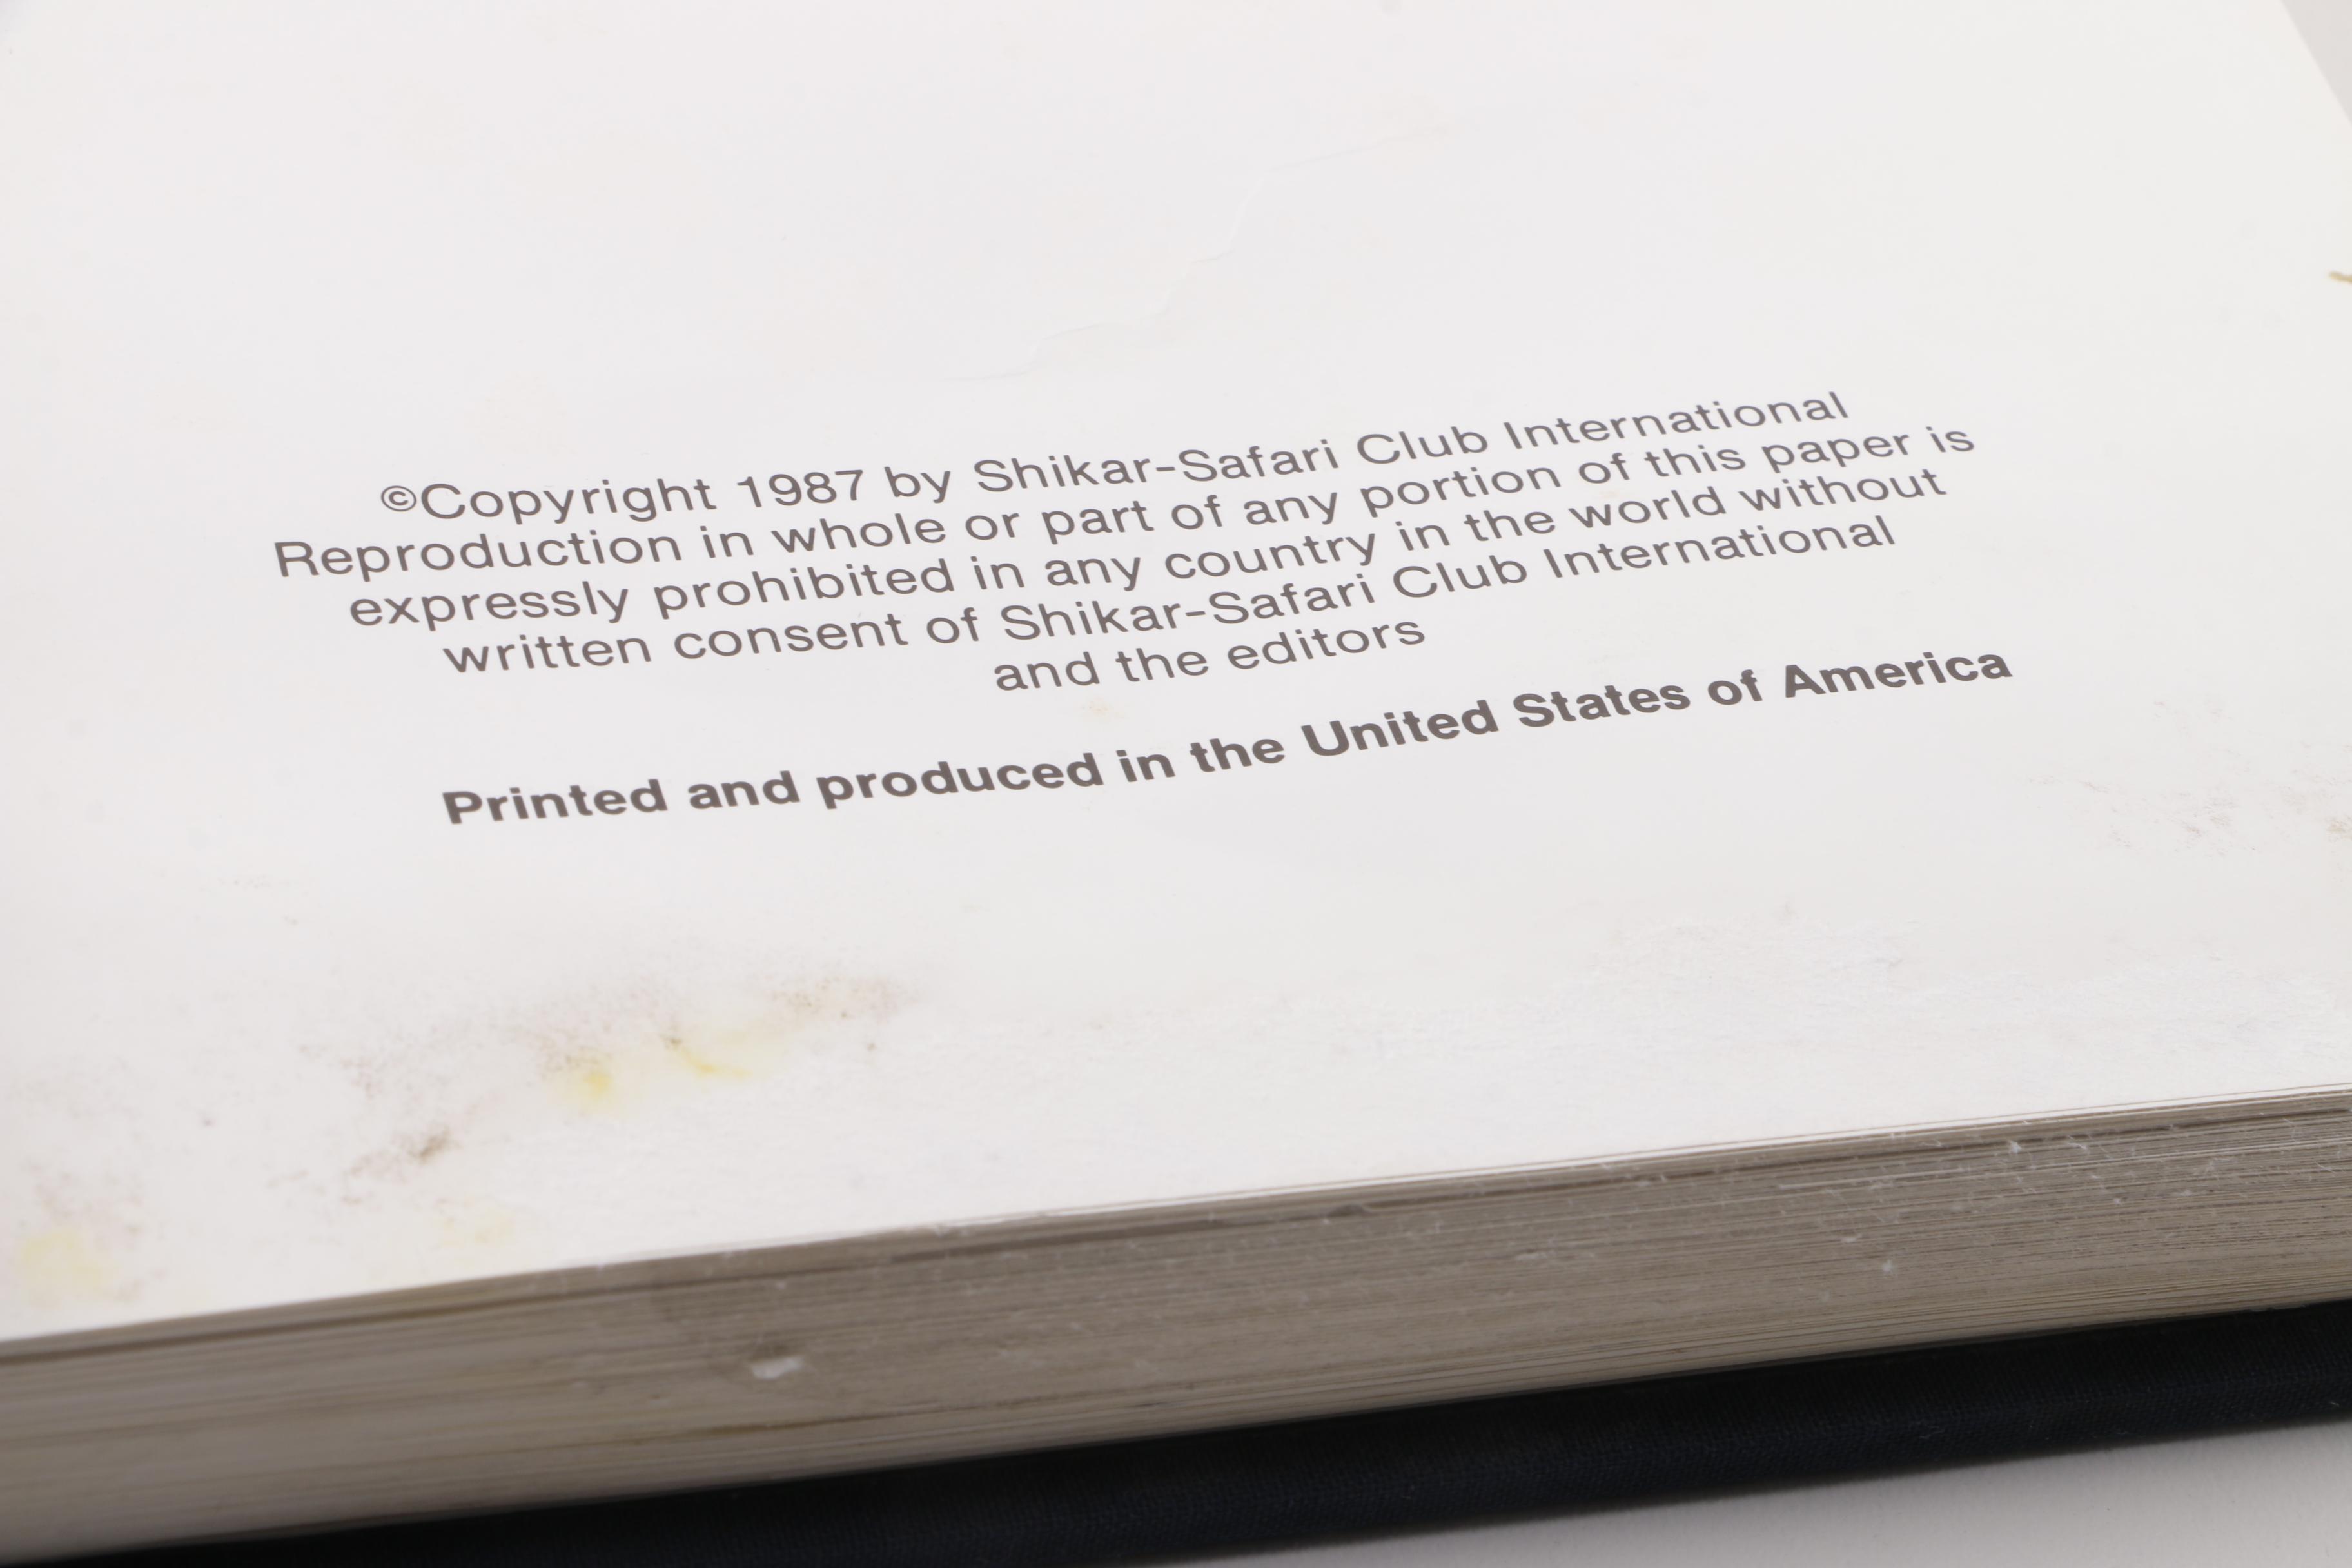 ©Copyright 1987 by Shikar-Safari Club International
Reproduction in whole or part of any portion of this paper is
expressly prohibited in any country in the world without
written consent of Shikar-Safari Club International
and the editors
Printed and produced in the United States of America